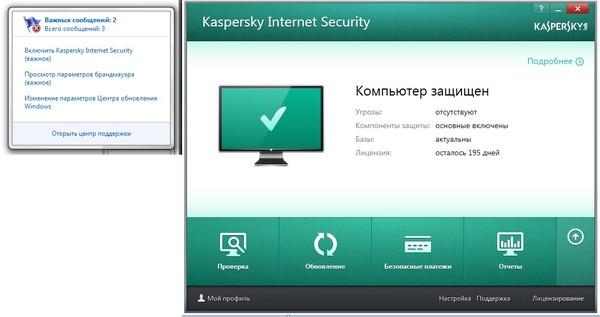 Важных сообщений: 2
Всего сообщений: 3
Включить Kaspersky Internet Security
(важное)
Просмотр параметров брандмауэра
(важное)
Изменение параметров Центра обновления
Windows
Открыть центр поддержки
Kaspersky Internet Security
KASPERSKY
Подробнее
Компьютер защищен
Угрозы: отсутствуют
Компоненты защиты: основные включены
Базы: актуальны
Лицензия: осталось 195 дней
Проверка
Обновление
Безопасные платежи
Отчеты
Мой профиль
Настройка Поддержка Лицензирование